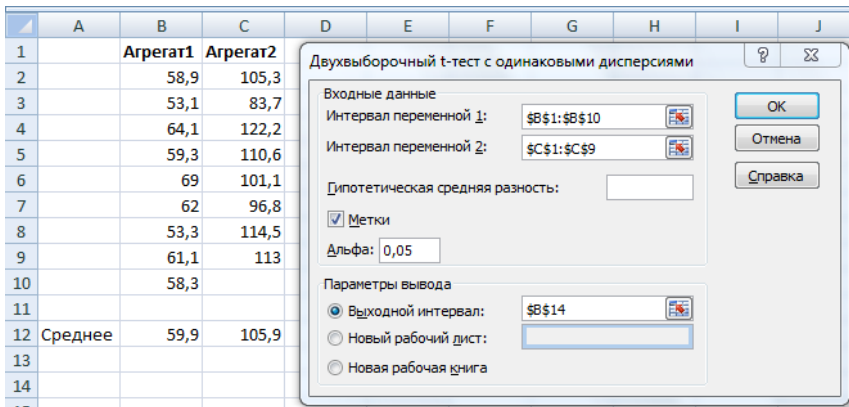 A B C D E F G H I J
1 Агрегат1 Агрегат2
2 58,9 105,3
3 53,1 83,7
4 64,1 122,2
5 59,3 110,6
6 69 101,1
7 62 96,8
8 53,3 114,5
9 61,1 113
10 58,3
11
12 Среднее 59,9 105,9
13
14
Двухвыборочный t-тест с одинаковыми дисперсиями
Входные данные
Интервал переменной 1: $B$1:$B$10
Интервал переменной 2: $C$1:$C$9
Гипотетическая средняя разность:
Метки
Альфа: 0,05
Параметры вывода
Выходной интервал: $B$14
Новый рабочий лист:
Новая рабочая книга
ОК
Отмена
Справка